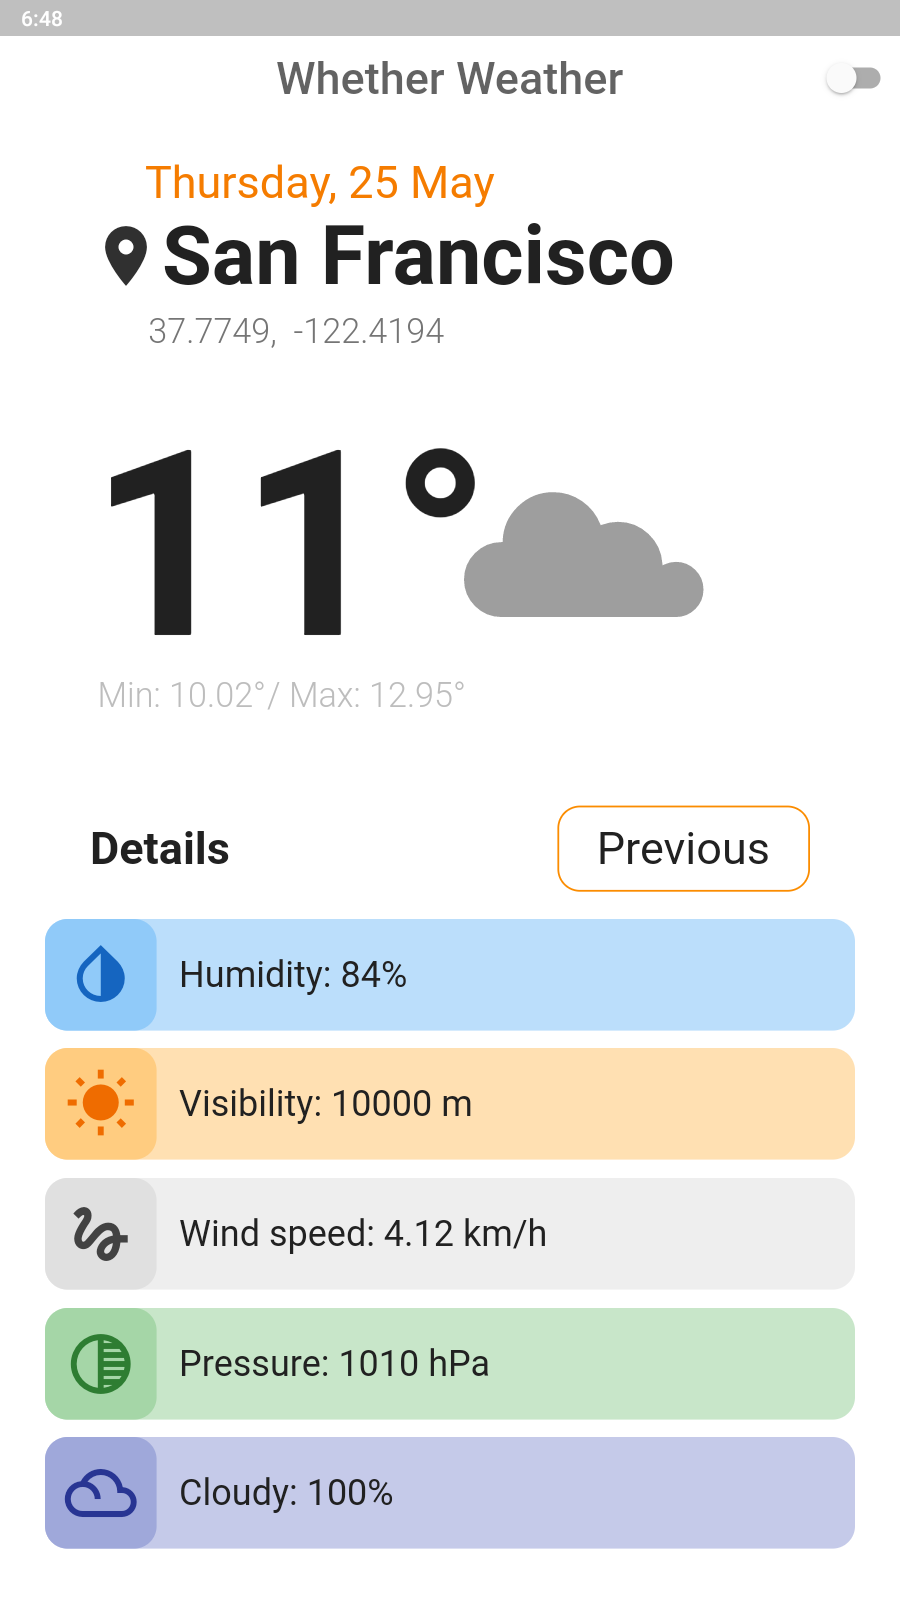 6:48
Whether Weather
Thursday, 25 May
San Francisco
37.7749,  -122.4194
11°
Min: 10.02°/ Max: 12.95°
Details
Previous
Humidity: 84%
Visibility: 10000 m
Wind speed: 4.12 km/h
Pressure: 1010 hPa
Cloudy: 100%